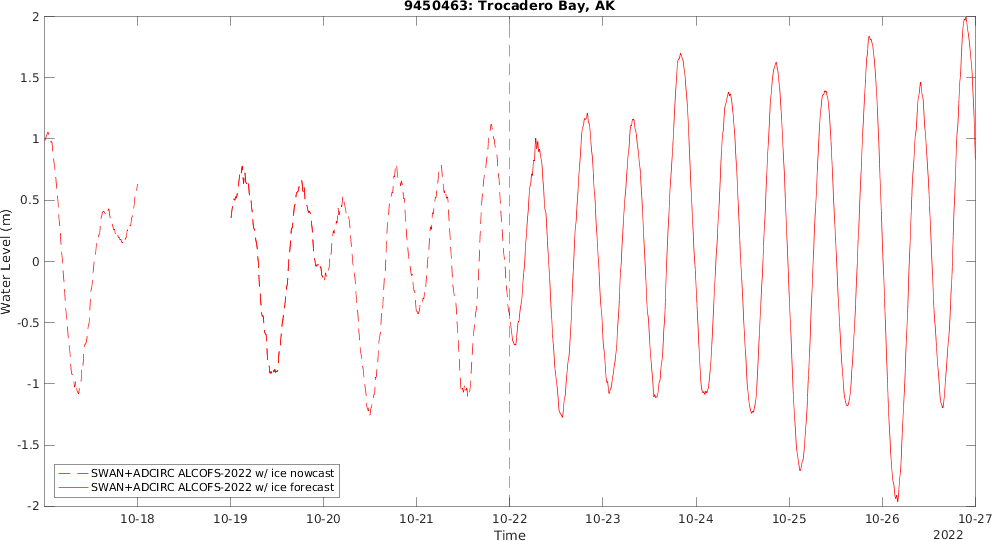 9450463: Trocadero Bay, AK
Water Level (m)
2
1.5
1
0.5
0
-0.5
-1
-1.5
-2
SWAN+ADCIRC ALCOFS-2022 w/ ice nowcast
SWAN+ADCIRC ALCOFS-2022 w/ ice forecast
10-18 10-19 10-20 10-21 10-22 10-23 10-24 10-25 10-26 10-27
Time
2022